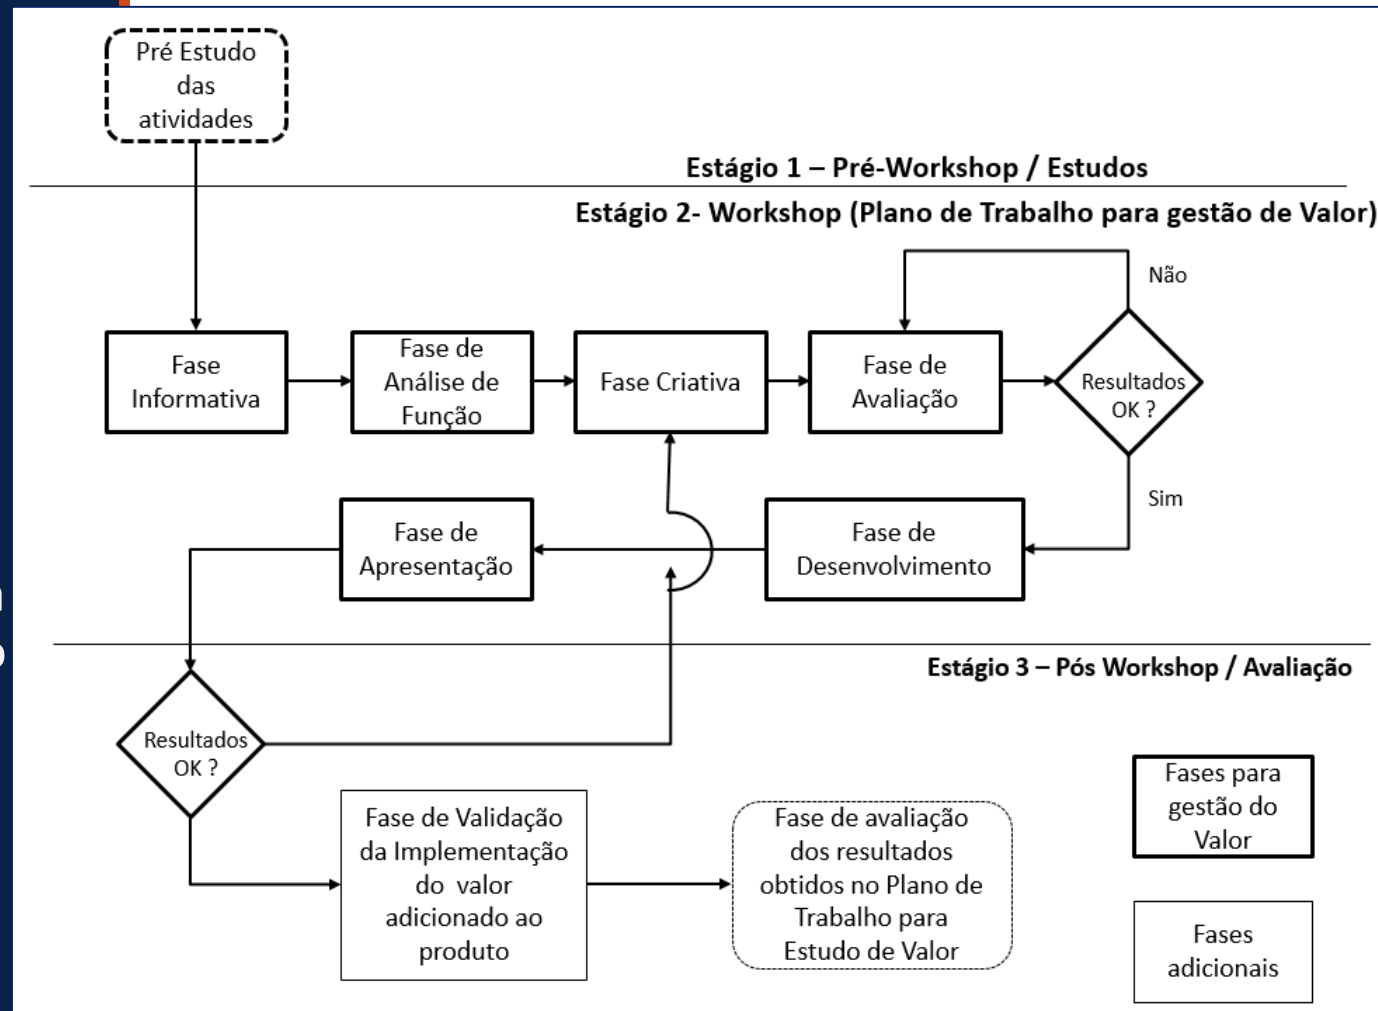 Pré Estudo
das
atividades
Estágio 1 – Pré-Workshop / Estudos
Estágio 2- Workshop (Plano de Trabalho para gestão de Valor)
Não
Fase
Informativa
Fase de
Análise de
Função
Fase Criativa
Fase de
Avaliação
Resultados
OK ?
Sim
Fase de
Apresentação
Fase de
Desenvolvimento
Estágio 3 – Pós Workshop / Avaliação
Resultados
OK ?
Fase de Validação
da Implementação
do valor
adicionado ao
produto
Fase de avaliação
dos resultados
obtidos no Plano de
Trabalho para
Estudo de Valor
Fases para
gestão do
Valor
Fases
adicionais